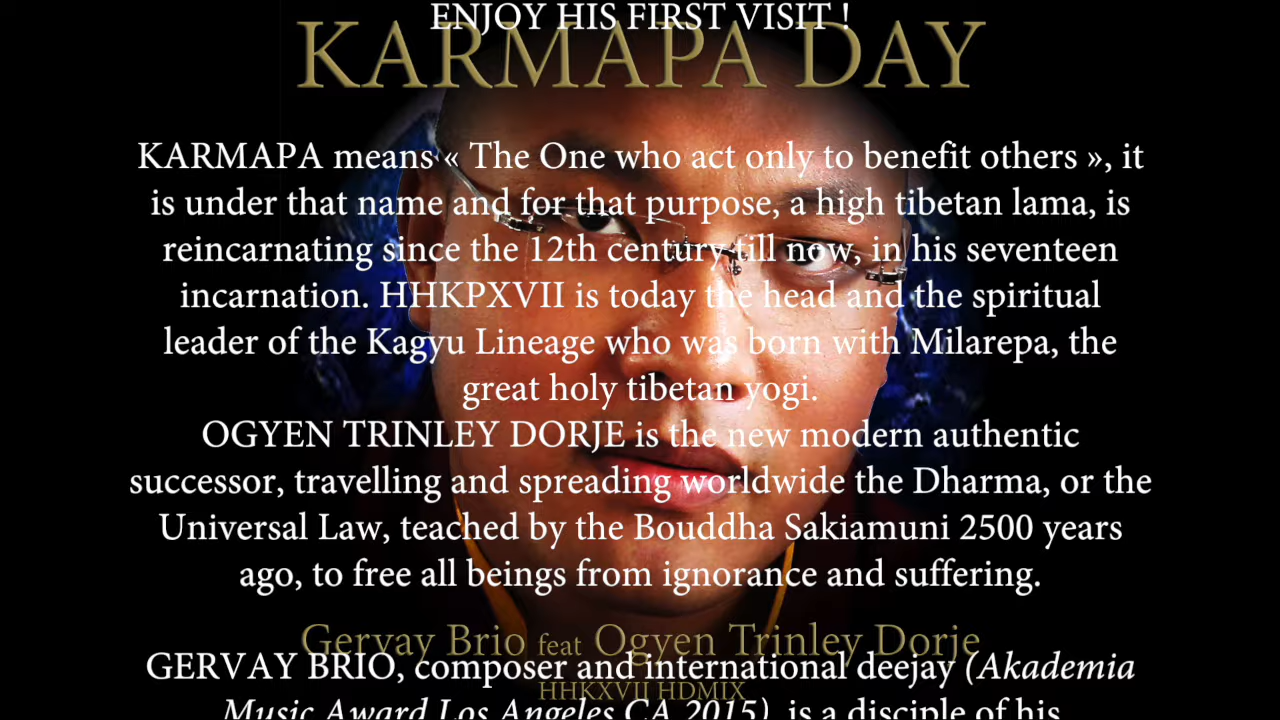 ENJOY HIS FIRST VISIT !
KARMAPA DAY
KARMAPA means « The One who act only to benefit others », it
is under that name and for that purpose, a high tibetan lama, is
reincarnating since the 12th century till now, in his seventeen
incarnation. HHKPXVII is today the head and the spiritual
leader of the Kagyu Lineage who was born with Milarepa, the
great holy tibetan yogi.
OGYEN TRINLEY DORJE is the new modern authentic
successor, travelling and spreading worldwide the Dharma, or the
Universal Law, teached by the Bouddha Sakiamuni 2500 years
ago, to free all beings from ignorance and suffering.
Gervay Brio feat Ogyen Trinley Dorje
GERVAY BRIO, composer and international deejay (Akademia
HHKXVII HDMIX
Music Award Los Angeles CA 2015), is a disciple of his